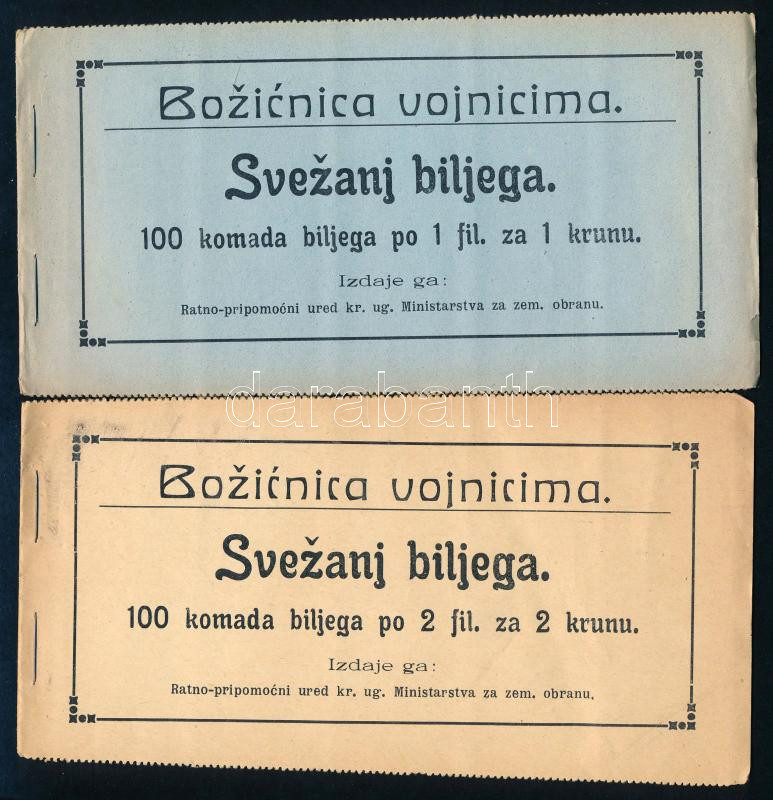 Božićnica vojnicima.
Svežanj biljega.
100 komada biljega po 1 fil. za 1 krunu.
Izdaje ga:
Ratno-pripomoćni ured kr. ug. Ministarstva za zem. obranu.
darabanth
Božićnica vojnicima.
Svežanj biljega.
100 komada biljega po 2 fil. za 2 krunu.
Izdaje ga:
Ratno-pripomoćni ured kr. ug. Ministarstva za zem. obranu.